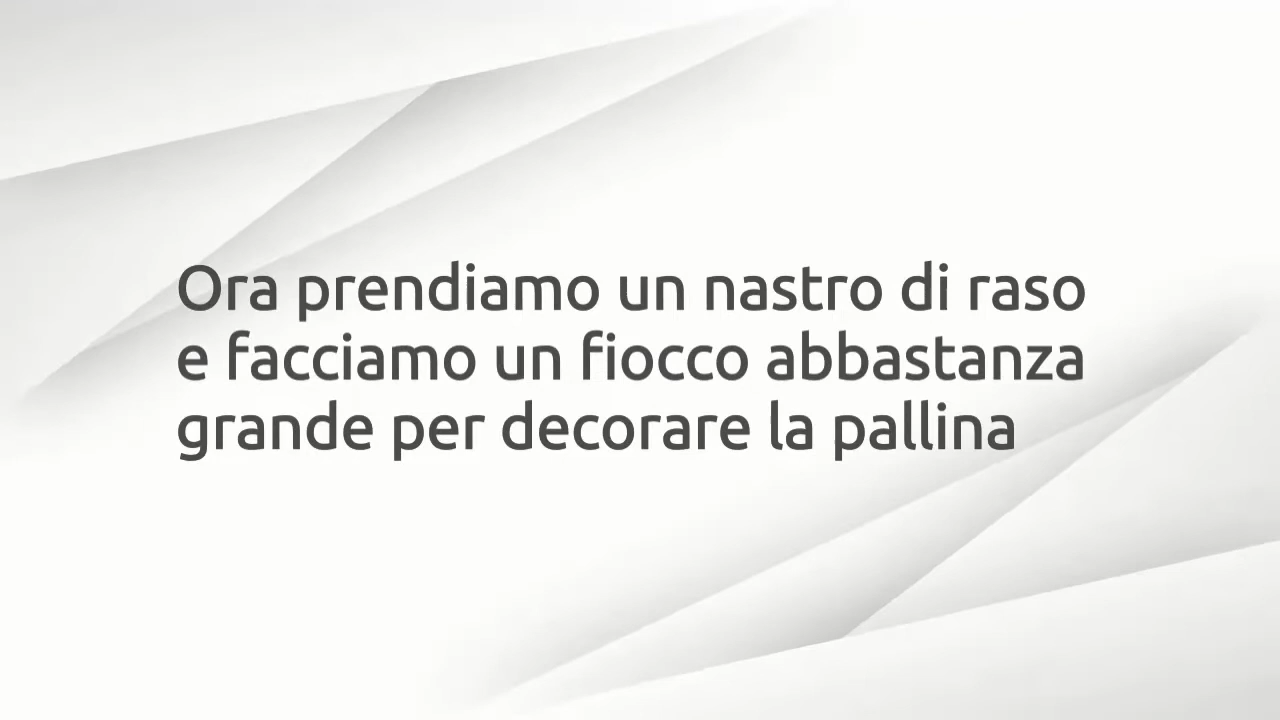 Ora prendiamo un nastro di raso
e facciamo un fiocco abbastanza
grande per decorare la pallina